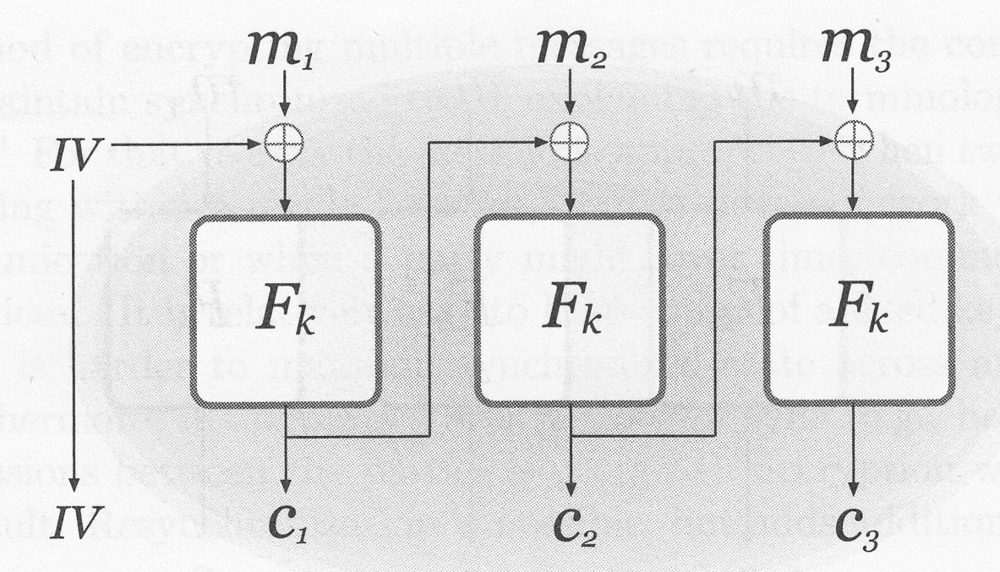 m₁ m₂ m₃
IV
Fₖ Fₖ Fₖ
IV c₁ c₂ c₃